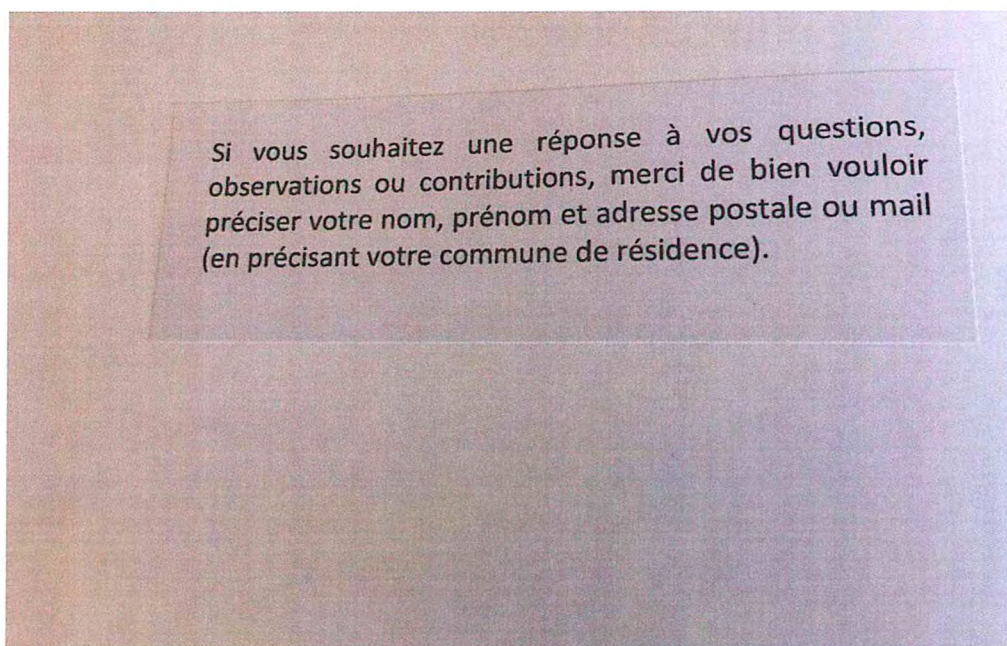 Si vous souhaitez une réponse à vos questions,
observations ou contributions, merci de bien vouloir
préciser votre nom, prénom et adresse postale ou mail
(en précisant votre commune de résidence).